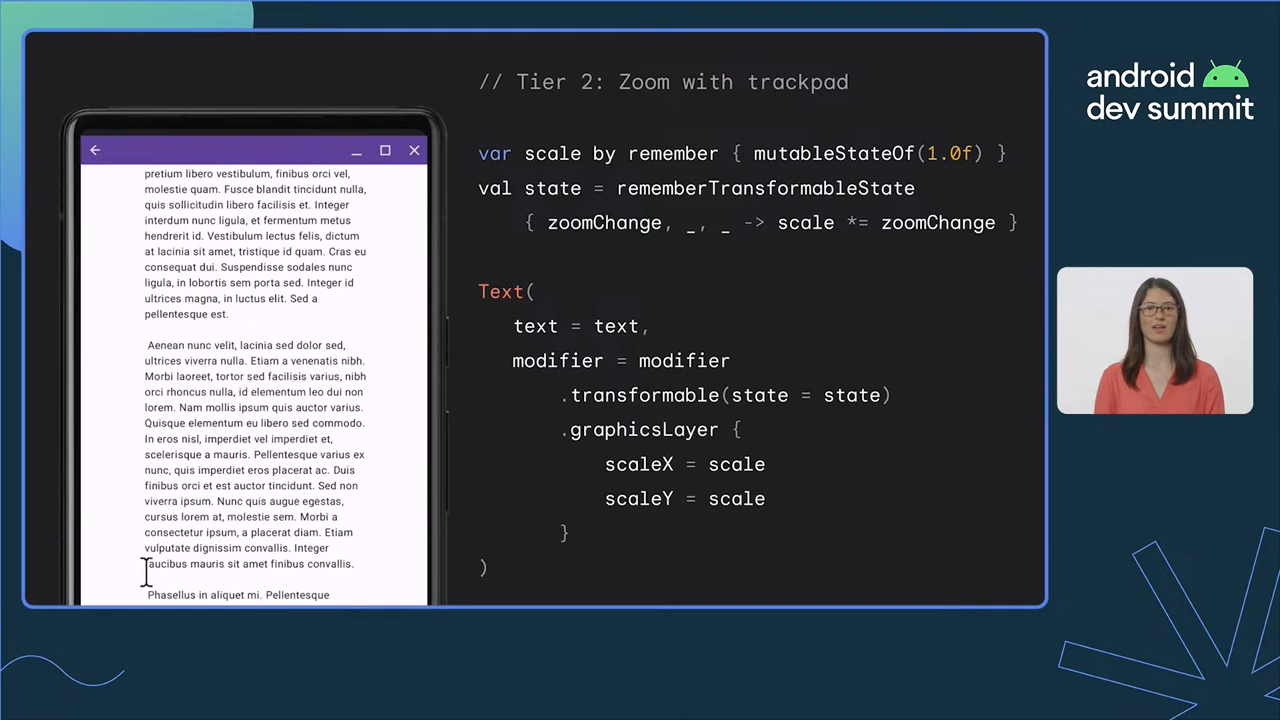 // Tier 2: Zoom with trackpad
var scale by remember { mutableStateOf(1.0f) }
val state = rememberTransformableState
{ zoomChange, _, _ -> scale *= zoomChange }
Text(
text = text,
modifier = modifier
.transformable(state = state)
.graphicsLayer {
scaleX = scale
scaleY = scale
}
)
pretium libero vestibulum, finibus orci vel,
molestie quam. Fusce blandit tincidunt nulla,
quis sollicitudin libero facilisis et. Integer
interdum nunc ligula, et fermentum metus
hendrerit id. Vestibulum lectus felis, dictum
at lacinia sit amet, tristique id quam. Cras eu
consequat dui. Suspendisse sodales nunc
ligula, in lobortis sem porta sed. Integer id
ultrices magna, in luctus elit. Sed a
pellentesque est.
Aenean nunc velit, lacinia sed dolor sed,
ultrices viverra nulla. Etiam a venenatis nibh.
Morbi laoreet, tortor sed facilisis varius, nibh
orci rhoncus nulla, id elementum leo dui non
lorem. Nam mollis ipsum quis auctor varius.
Quisque elementum eu libero sed commodo.
In eros nisl, imperdiet vel imperdiet et,
scelerisque a mauris. Pellentesque varius ex
nunc, quis imperdiet eros placerat ac. Duis
finibus orci et est auctor tincidunt. Sed non
viverra ipsum. Nunc quis augue egestas,
cursus lorem at, molestie sem. Morbi a
consectetur ipsum, a placerat diam. Etiam
vulputate dignissim convallis. Integer
faucibus mauris sit amet finibus convallis.
Phasellus in aliquet mi. Pellentesque
android
dev summit